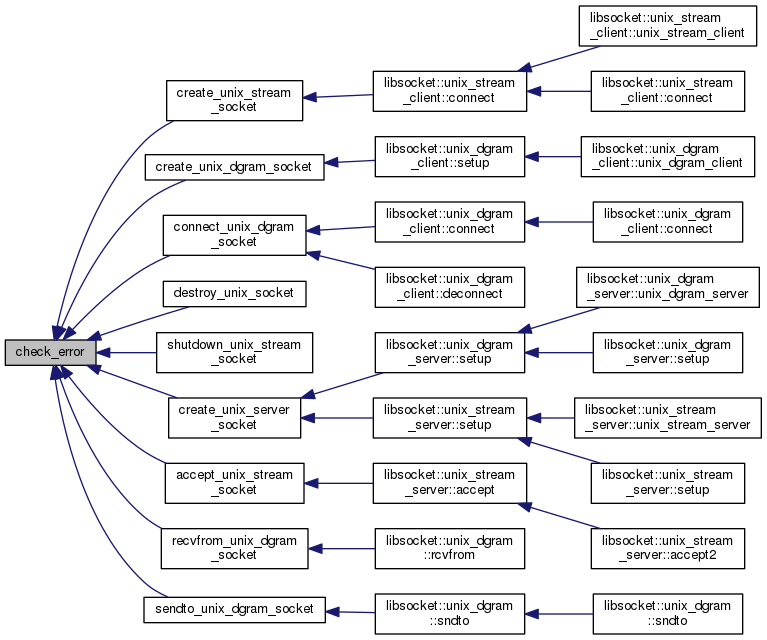 check_error
create_unix_stream
_socket
create_unix_dgram_socket
connect_unix_dgram
_socket
destroy_unix_socket
shutdown_unix_stream
_socket
create_unix_server
_socket
accept_unix_stream
_socket
recvfrom_unix_dgram
_socket
sendto_unix_dgram_socket
libsocket::unix_stream
_client::connect
libsocket::unix_dgram
_client::setup
libsocket::unix_dgram
_client::connect
libsocket::unix_dgram
_client::deconnect
libsocket::unix_dgram
_server::setup
libsocket::unix_stream
_server::setup
libsocket::unix_stream
_server::accept
libsocket::unix_dgram
::rcvfrom
libsocket::unix_dgram
::sndto
libsocket::unix_stream
_client::unix_stream_client
libsocket::unix_stream
_client::connect
libsocket::unix_dgram
_client::unix_dgram_client
libsocket::unix_dgram
_client::connect
libsocket::unix_dgram
_server::unix_dgram_server
libsocket::unix_dgram
_server::setup
libsocket::unix_stream
_server::unix_stream_server
libsocket::unix_stream
_server::setup
libsocket::unix_stream
_server::accept2
libsocket::unix_dgram
::sndto